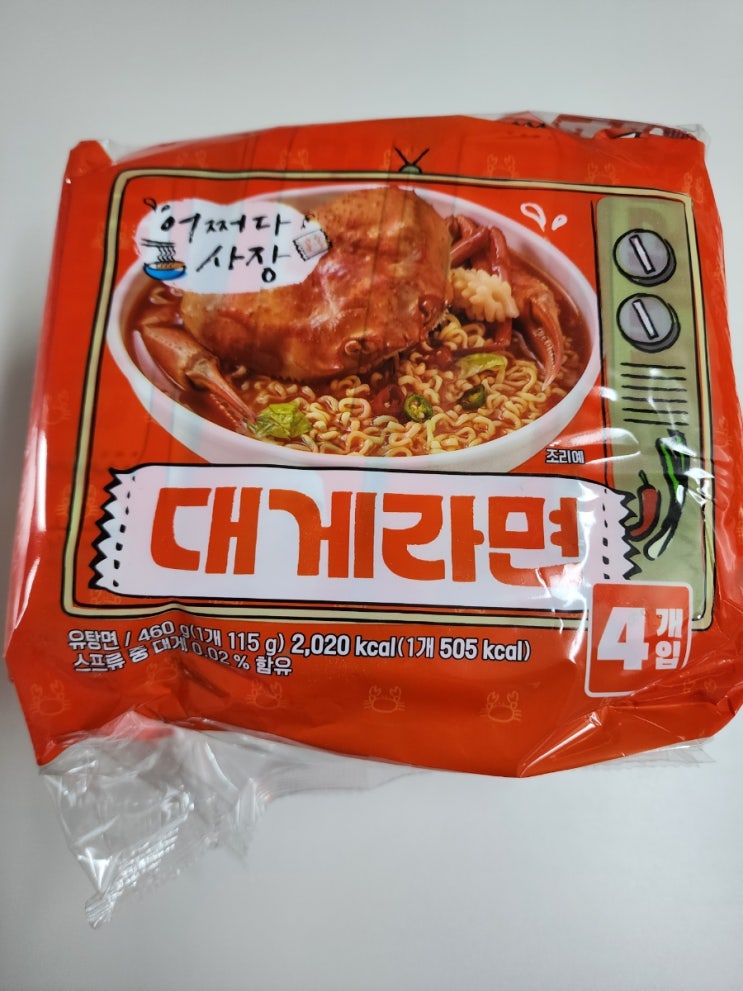 어쩌다
사장
조리예
대게라면
유탕면 / 460 g(1개 115 g) 2,020 kcal(1개 505 kcal)
스프류 중 대게 0.02 % 함유
4개입